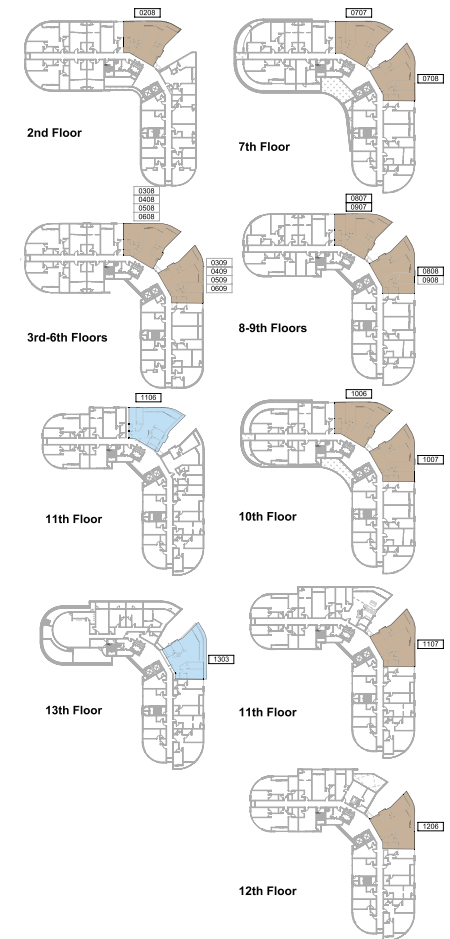 0208
2nd Floor
0707
0708
7th Floor
0308
0408
0508
0608
0309
0409
0509
0609
3rd-6th Floors
0807
0907
0808
0908
8-9th Floors
1106
11th Floor
1006
1007
10th Floor
1303
13th Floor
1107
11th Floor
1206
12th Floor